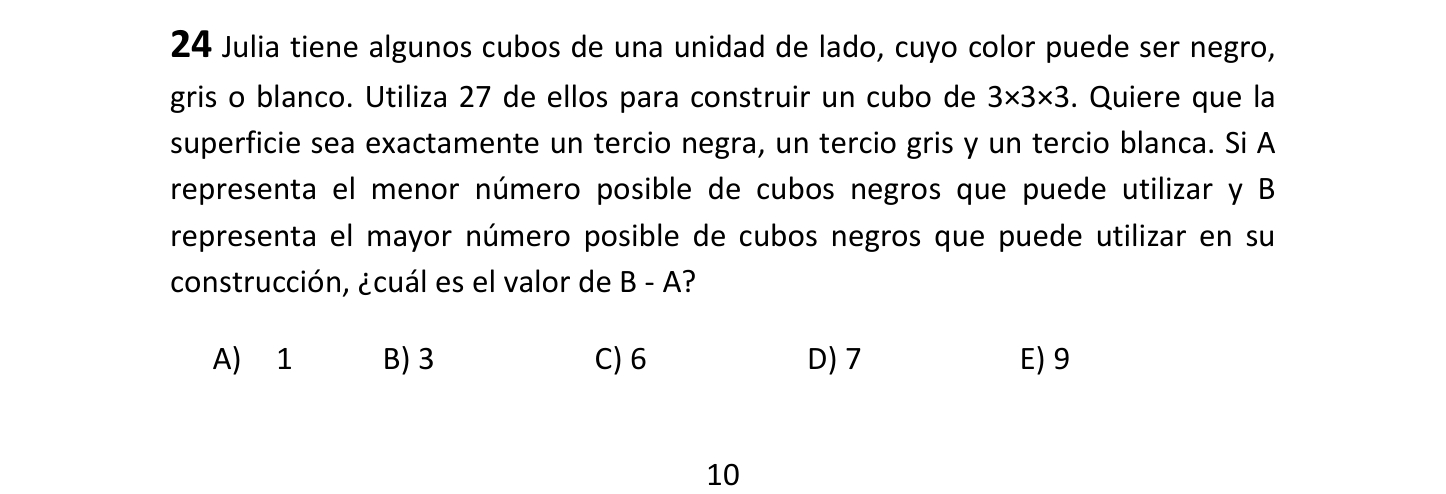 24 Julia tiene algunos cubos de una unidad de lado, cuyo color puede ser negro,
gris o blanco. Utiliza 27 de ellos para construir un cubo de 3×3×3. Quiere que la
superficie sea exactamente un tercio negra, un tercio gris y un tercio blanca. Si A
representa el menor número posible de cubos negros que puede utilizar y B
representa el mayor número posible de cubos negros que puede utilizar en su
construcción, ¿cuál es el valor de B - A?
A) 1 B) 3 C) 6 D) 7 E) 9
10